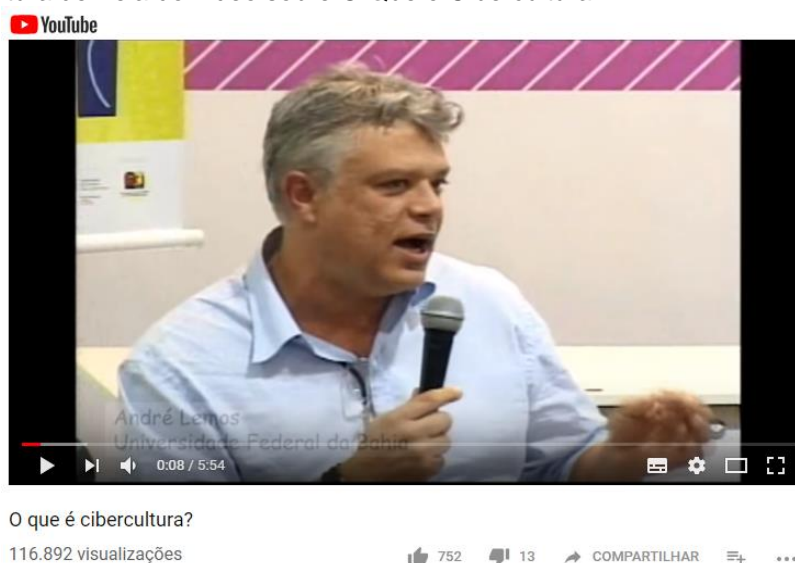 YouTube
André Lemos
Universidade Federal da Bahia
0:08 / 5:54
O que é cibercultura?
116.892 visualizações
752
13
COMPARTILHAR